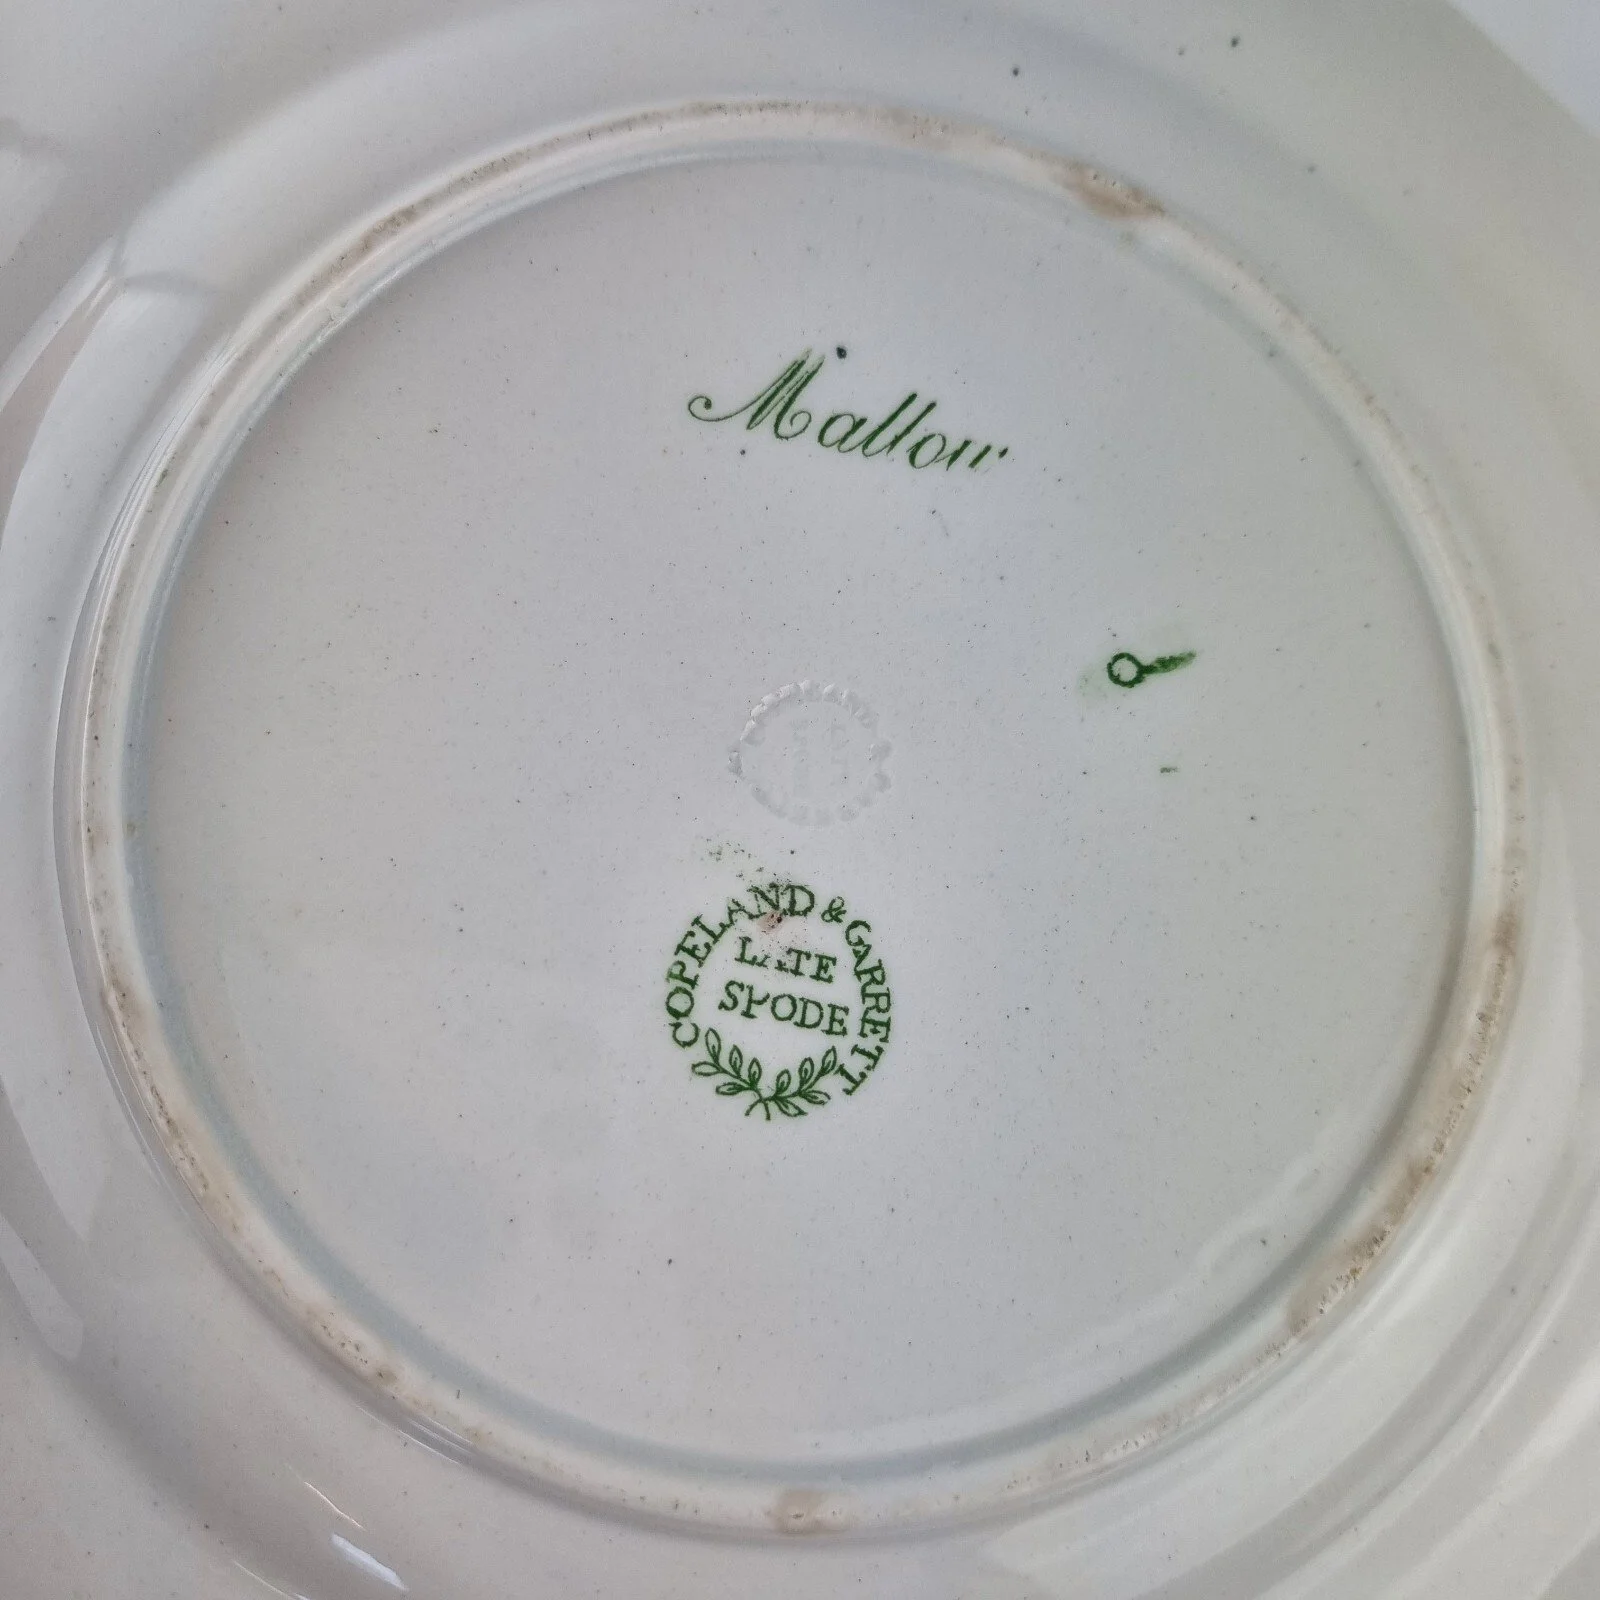 Mallow
COPELAND & GARRETT
LATE
SPODE